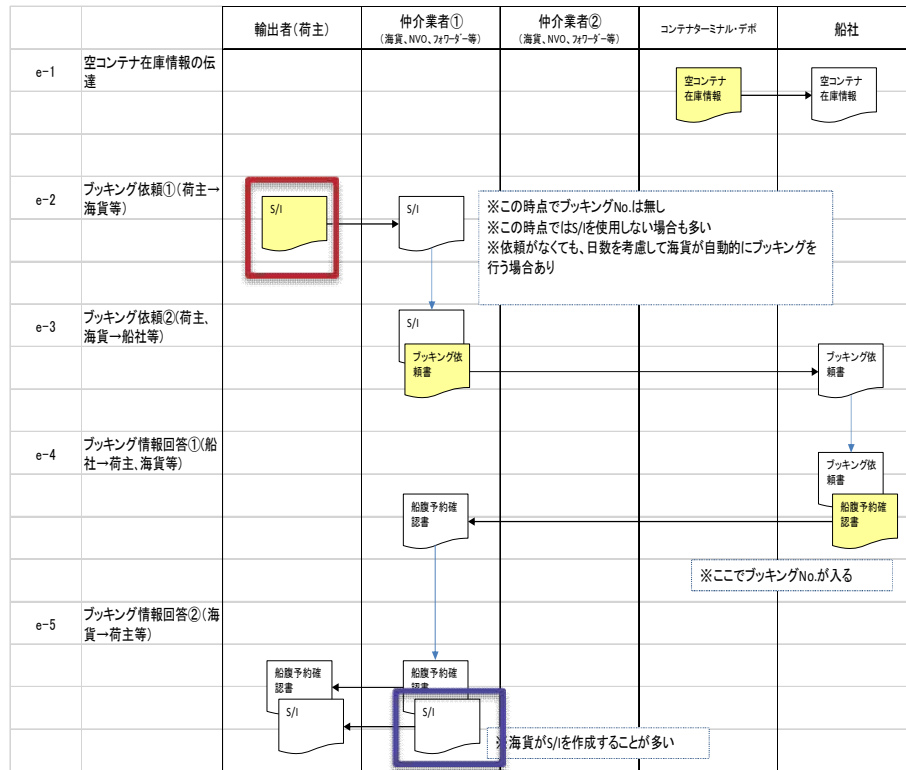 輸出者(荷主)
仲介業者①
(海貨、NVO、フォワーダー等)
仲介業者②
(海貨、NVO、フォワーダー等)
コンテナターミナル・デポ
船社
e-1
空コンテナ在庫情報の伝
達
空コンテナ
在庫情報
空コンテナ
在庫情報
e-2
ブッキング依頼①(荷主→
海貨等)
S/I
S/I
※この時点でブッキングNo.は無し
※この時点ではS/Iを使用しない場合も多い
※依頼がなくても、日数を考慮して海貨が自動的にブッキングを
行う場合あり
e-3
ブッキング依頼②(荷主、
海貨→船社等)
S/I
ブッキング依
頼書
ブッキング依
頼書
e-4
ブッキング情報回答①(船
社→荷主、海貨等)
ブッキング依
頼書
船腹予約確
認書
船腹予約確
認書
※ここでブッキングNo.が入る
e-5
ブッキング情報回答②(海
貨→荷主等)
船腹予約確
認書
船腹予約確
認書
S/I
S/I
※海貨がS/Iを作成することが多い